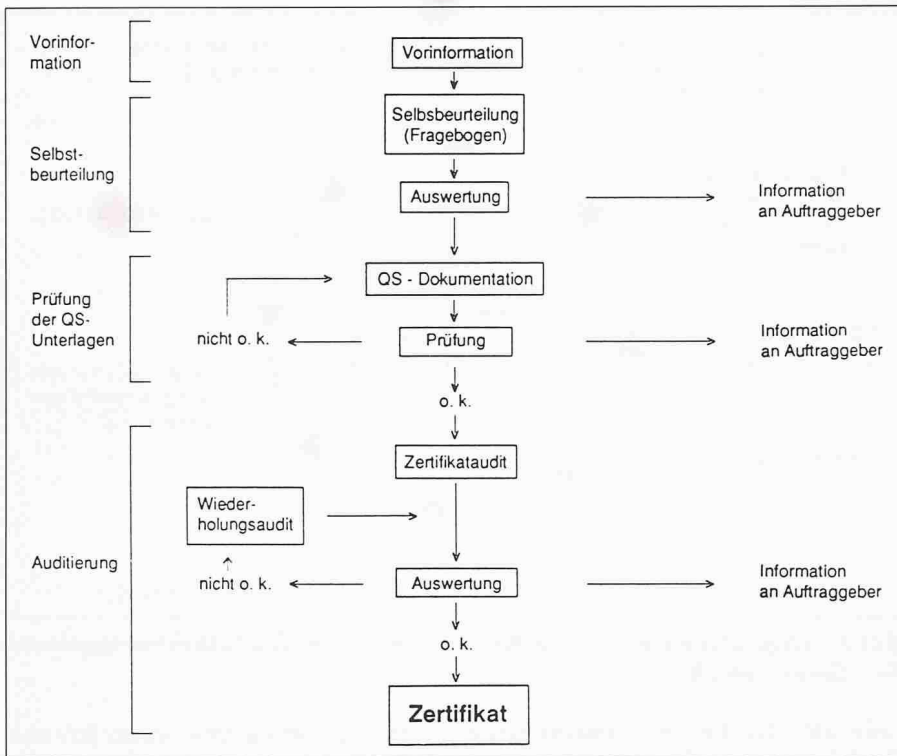 Vorinfor-
mation
Vorinformation
Selbsbeurteilung
(Fragebogen)
Selbst-
beurteilung
Auswertung
Information
an Auftraggeber
QS - Dokumentation
Prüfung
der QS-
Unterlagen
nicht o. k.
Prüfung
Information
an Auftraggeber
o. k.
Zertifikataudit
Wieder-
holungsaudit
Auditierung
nicht o. k.
Auswertung
Information
an Auftraggeber
o. k.
Zertifikat